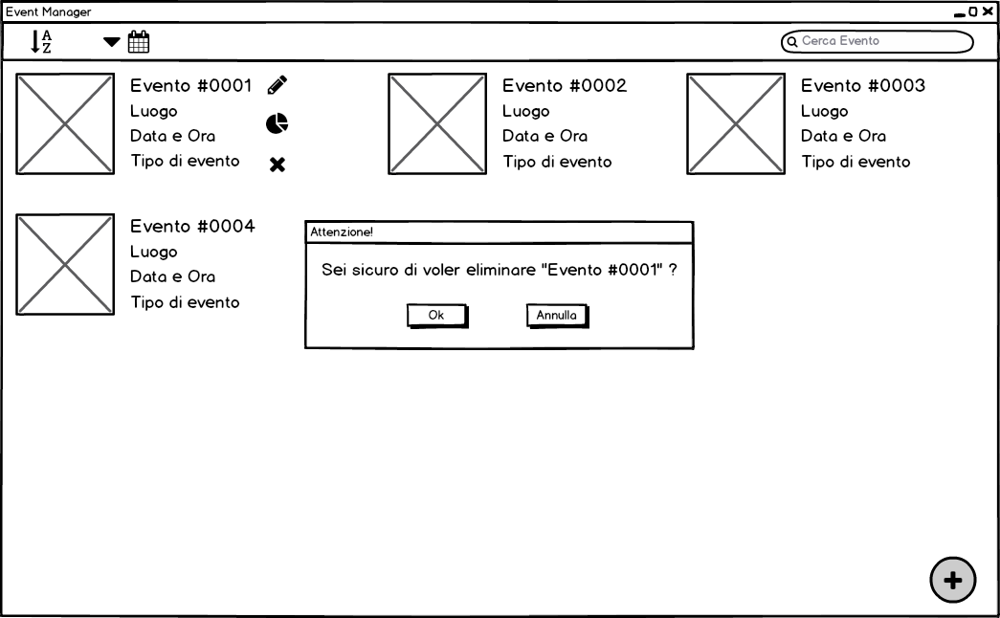 Event Manager
A
Z
Cerca Evento
Evento #0001
Luogo
Data e Ora
Tipo di evento
Evento #0002
Luogo
Data e Ora
Tipo di evento
Evento #0003
Luogo
Data e Ora
Tipo di evento
Evento #0004
Luogo
Data e Ora
Tipo di evento
Attenzione!
Sei sicuro di voler eliminare "Evento #0001" ?
Ok
Annulla